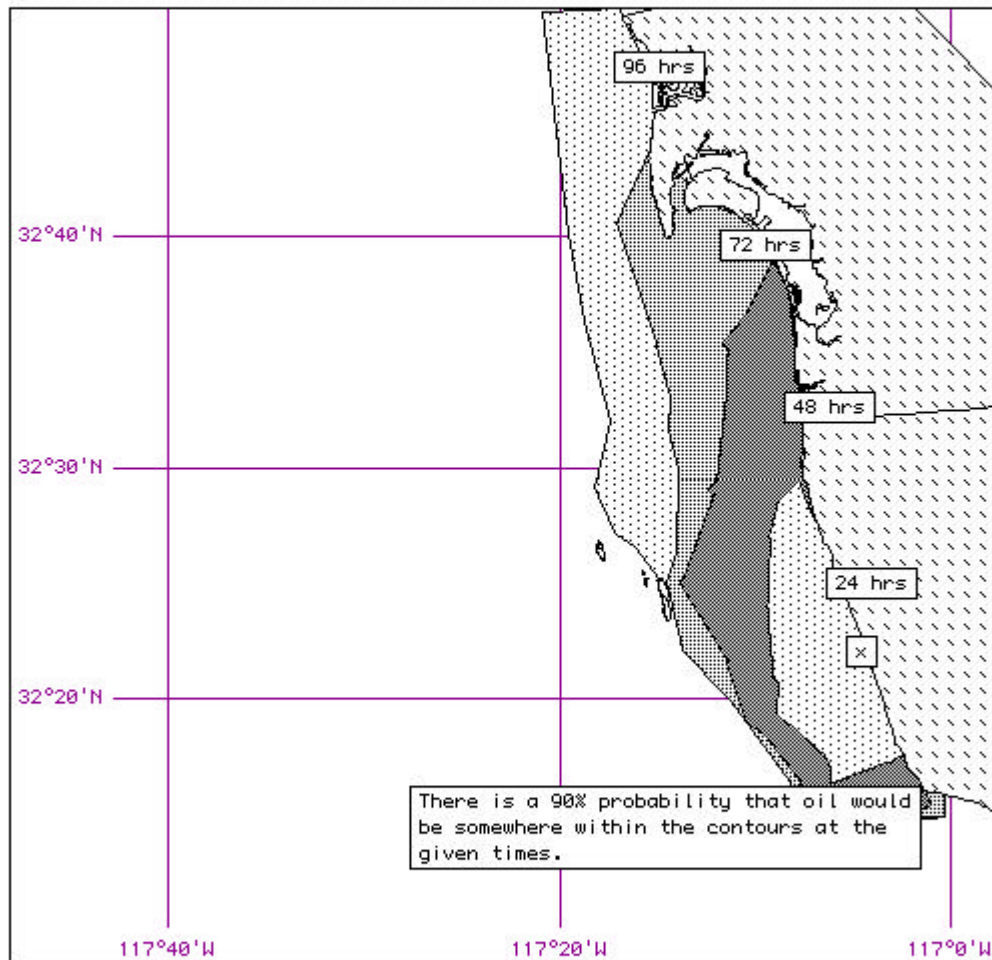 96 hrs
32°40'N
72 hrs
48 hrs
32°30'N
24 hrs
x
32°20'N
There is a 90% probability that oil would
be somewhere within the contours at the
given times.
117°40'W
117°20'W
117°0'W